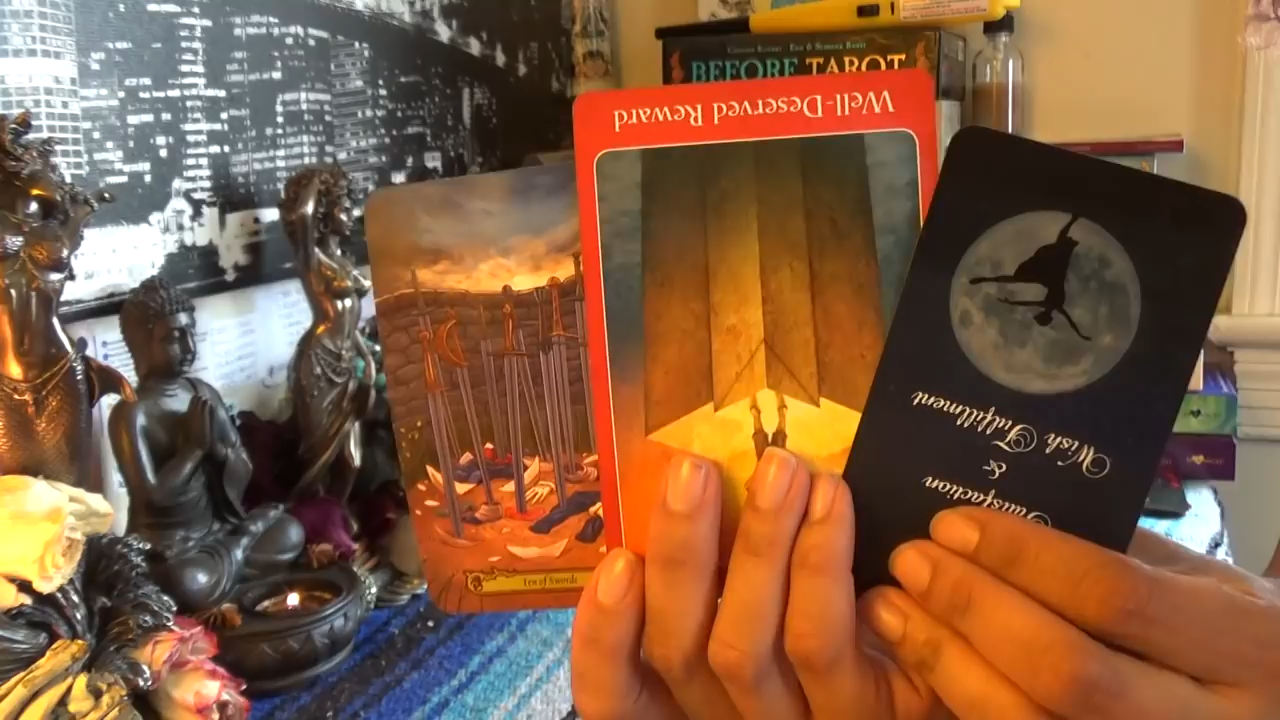 BEFORE TAROT
Well-Deserved Reward
Satisfaction
&
Wish Fulfillment
Ten of Swords